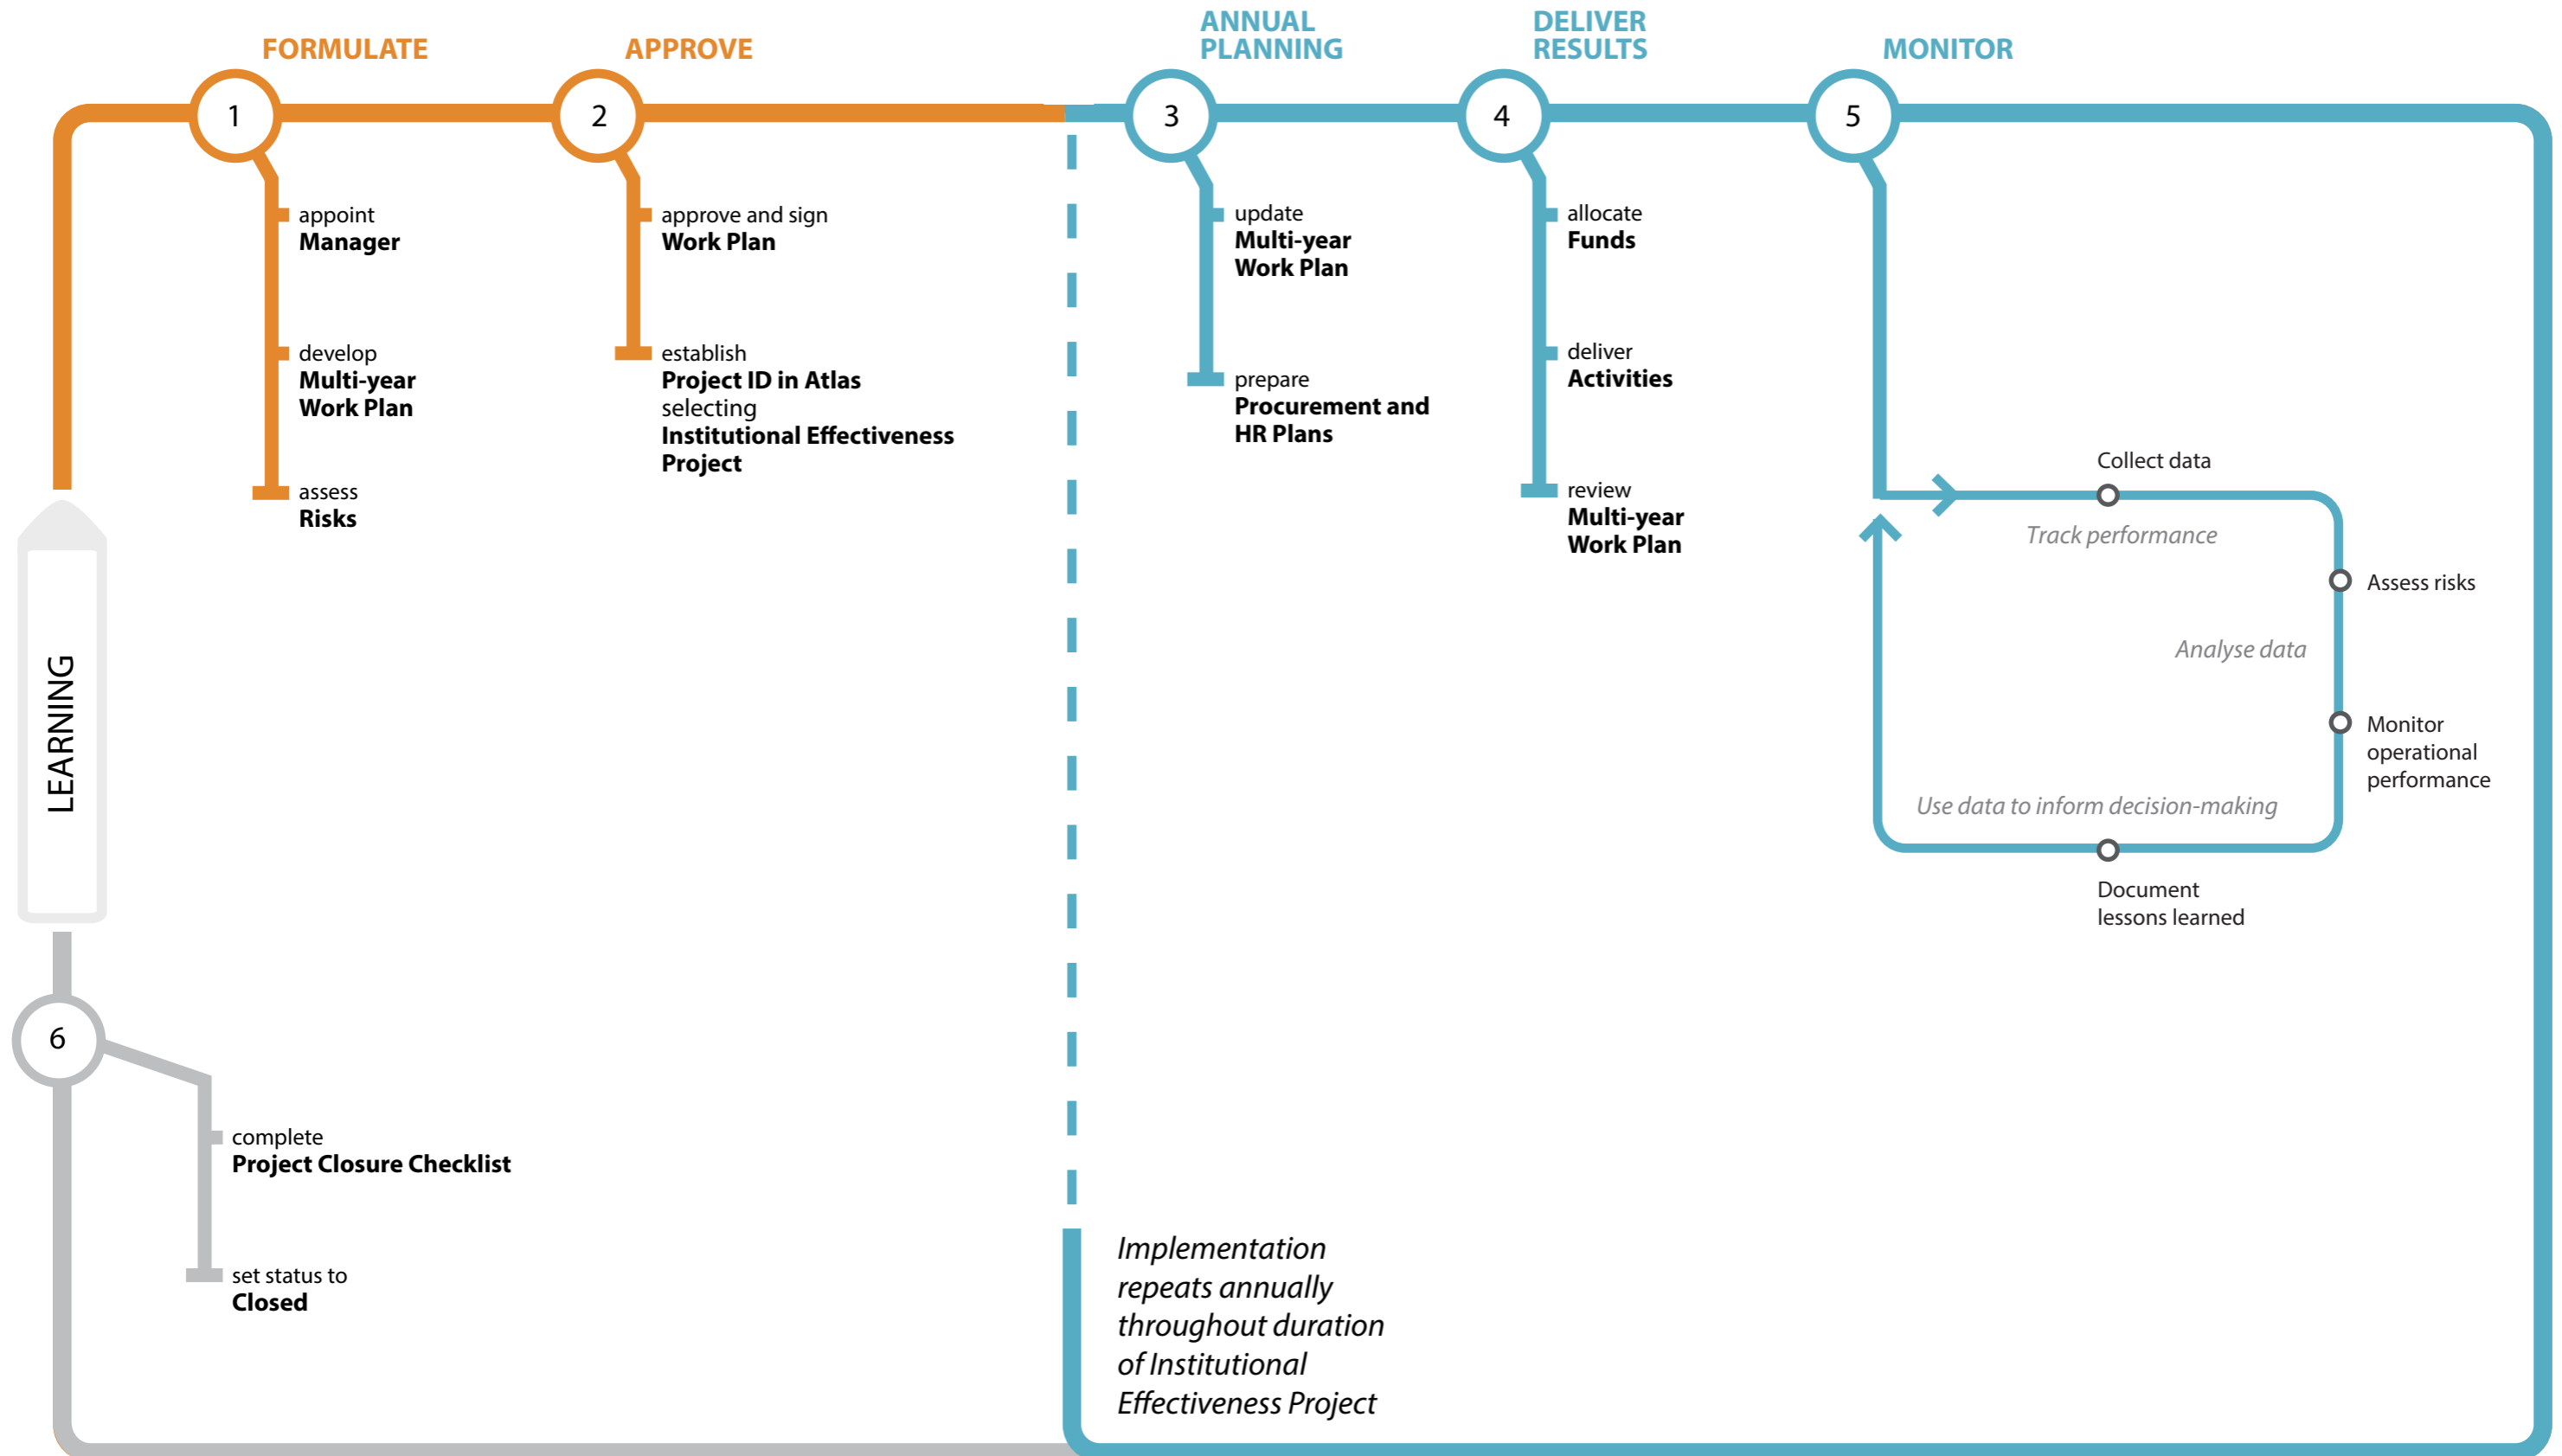 FORMULATE
1
appoint
Manager
develop
Multi-year
Work Plan
assess
Risks
APPROVE
2
approve and sign
Work Plan
establish
Project ID in Atlas
selecting
Institutional Effectiveness
Project
ANNUAL
PLANNING
3
update
Multi-year
Work Plan
prepare
Procurement and
HR Plans
DELIVER
RESULTS
4
allocate
Funds
deliver
Activities
review
Multi-year
Work Plan
MONITOR
5
Collect data
Track performance
Assess risks
Analyse data
Monitor
operational
performance
Use data to inform decision-making
Document
lessons learned
LEARNING
6
complete
Project Closure Checklist
set status to
Closed
Implementation
repeats annually
throughout duration
of Institutional
Effectiveness Project